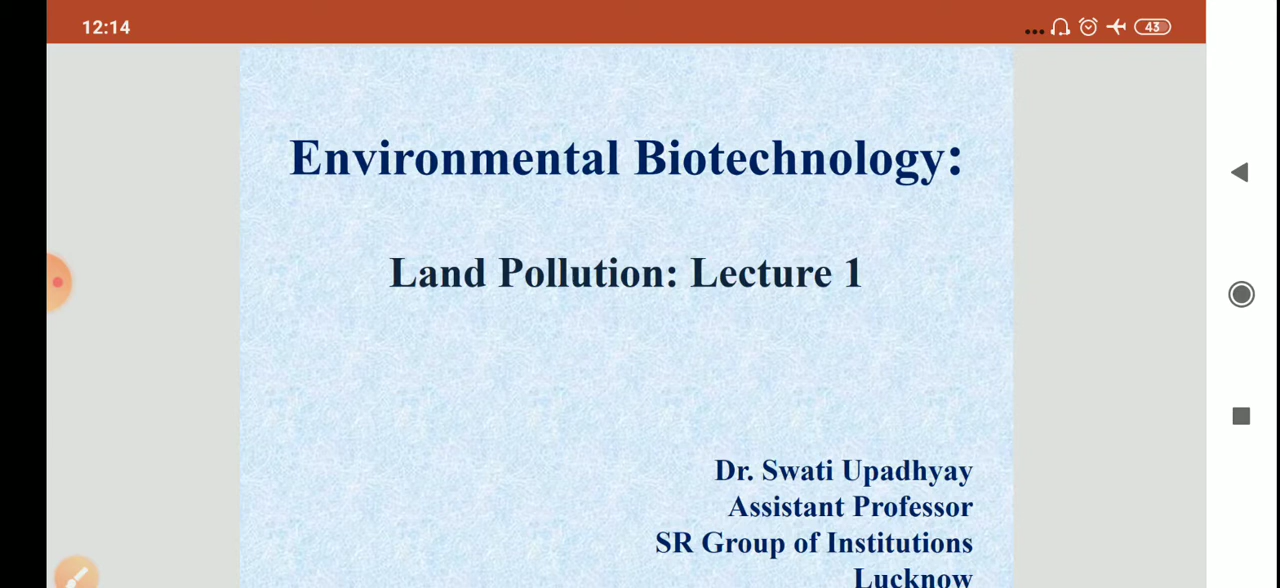 12:14
43
Environmental Biotechnology:
Land Pollution: Lecture 1
Dr. Swati Upadhyay
Assistant Professor
SR Group of Institutions
Lucknow